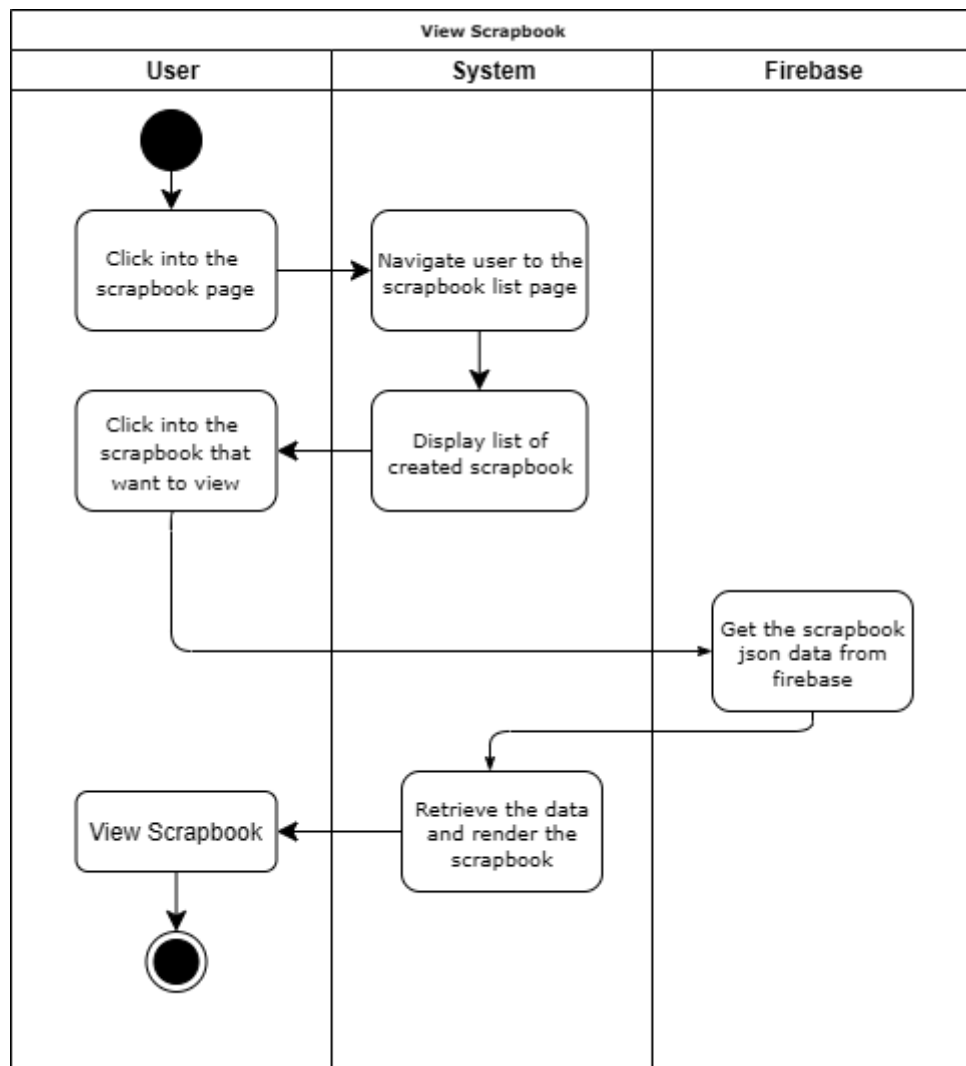 View Scrapbook
User
System
Firebase
Click into the
scrapbook page
Navigate user to the
scrapbook list page
Click into the
scrapbook that
want to view
Display list of
created scrapbook
Get the scrapbook
json data from
firebase
Retrieve the data
and render the
scrapbook
View Scrapbook